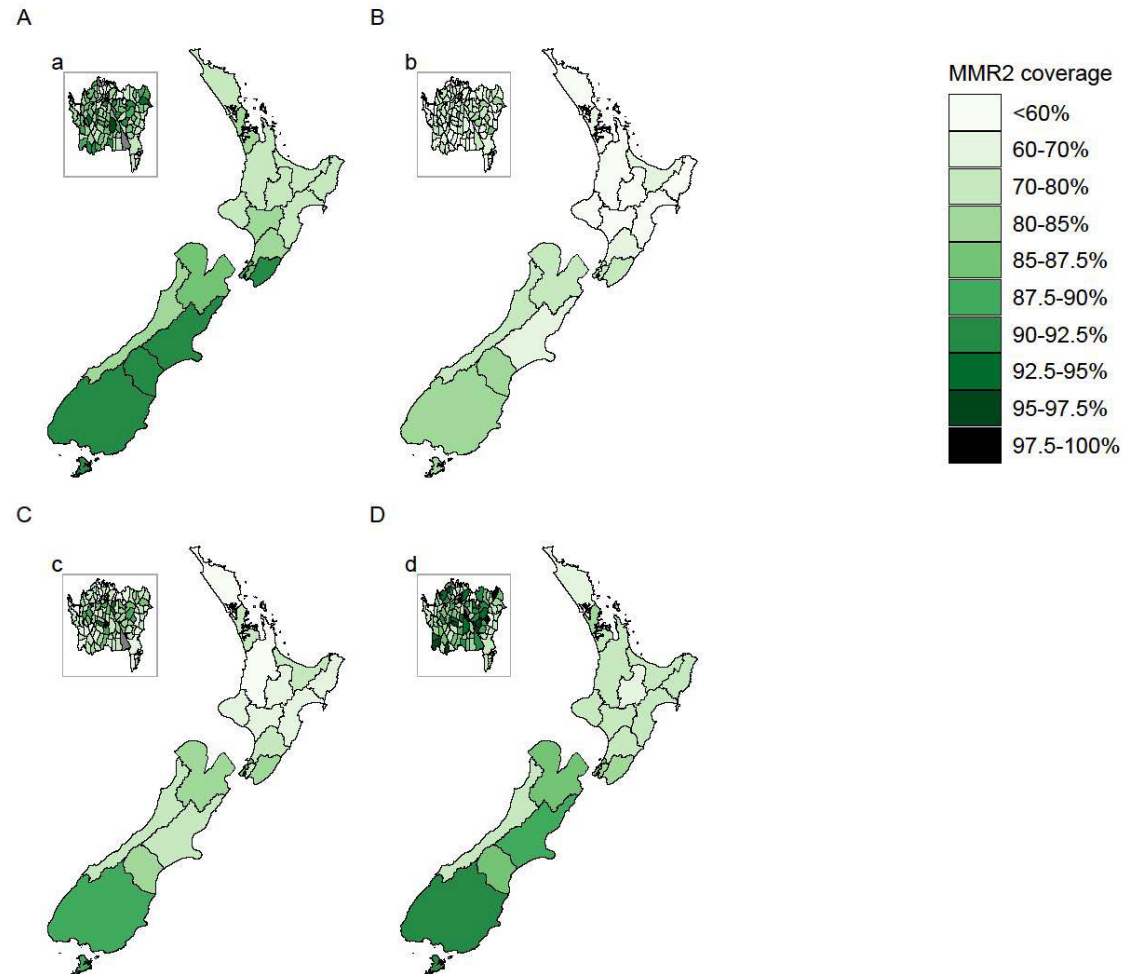 A
B
a
b
MMR2 coverage
<60%
60-70%
70-80%
80-85%
85-87.5%
87.5-90%
90-92.5%
92.5-95%
95-97.5%
97.5-100%
C
D
c
d